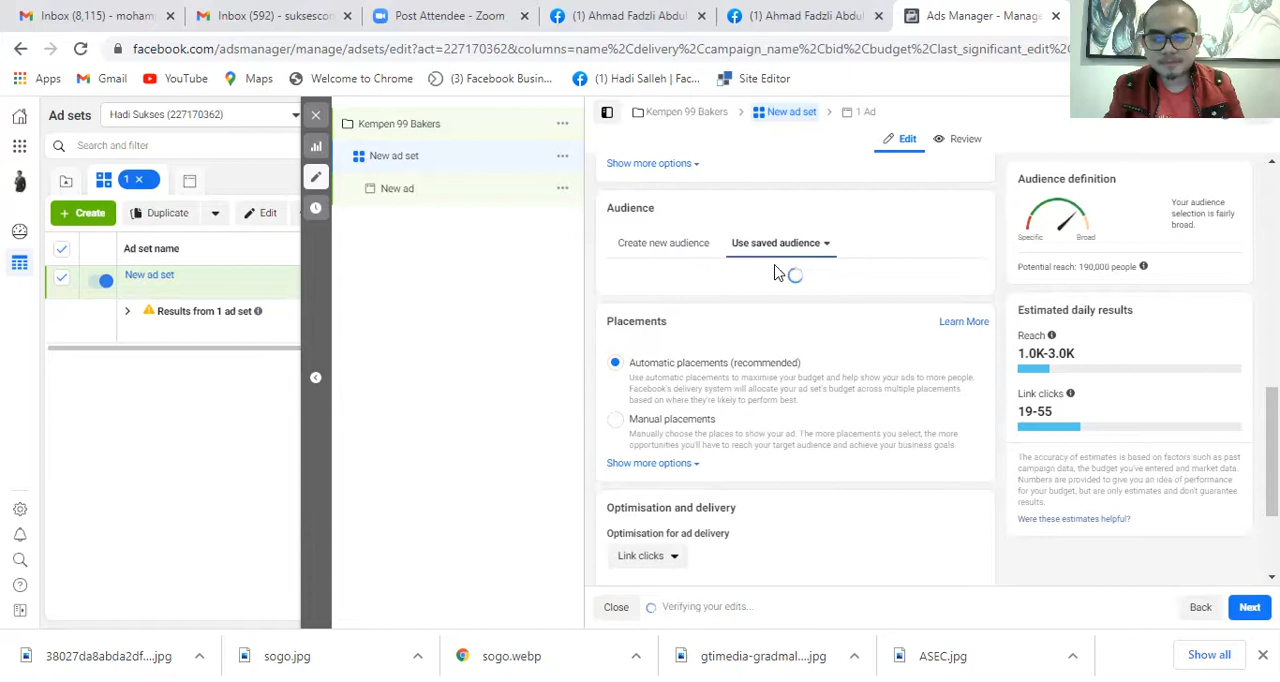 Inbox (8,115) - moham
Inbox (592) - suksescon
Post Attendee - Zoom
(1) Ahmad Fadzli Abdul
(1) Ahmad Fadzli Abdul
Ads Manager - Manage
facebook.com/adsmanager/manage/adsets/edit?act=227170362&columns=name%2Cdelivery%2Ccampaign_name%2Cbid%2Cbudget%2Clast_significant_edit%
Apps
Gmail
YouTube
Maps
Welcome to Chrome
(3) Facebook Busin...
(1) Hadi Salleh | Fac...
Site Editor
Ad sets
Hadi Sukses (227170362)
Search and filter
1
+ Create
Duplicate
Edit
Ad set name
New ad set
Results from 1 ad set
Kempen 99 Bakers
New ad set
New ad
Kempen 99 Bakers
New ad set
1 Ad
Edit
Review
Show more options
Audience
Create new audience
Use saved audience
Placements
Learn More
Automatic placements (recommended)
Use automatic placements to maximise your budget and help show your ads to more people.
Facebook's delivery system will allocate your ad set's budget across multiple placements
based on where they're likely to perform best.
Manual placements
Manually choose the places to show your ad. The more placements you select, the more
opportunities you'll have to reach your target audience and achieve your business goals.
Show more options
Optimisation and delivery
Optimisation for ad delivery
Link clicks
Close
Verifying your edits...
Back
Next
Audience definition
Specific
Broad
Your audience
selection is fairly
broad.
Potential reach: 190,000 people
Estimated daily results
Reach
1.0K-3.0K
Link clicks
19-55
The accuracy of estimates is based on factors such as past
campaign data, the budget you've entered and market data.
Numbers are provided to give you an idea of performance
for your budget, but are only estimates and don't guarantee
results.
Were these estimates helpful?
38027da8abda2df....jpg
sogo.jpg
sogo.webp
gtimedia-gradmal....jpg
ASEC.jpg
Show all